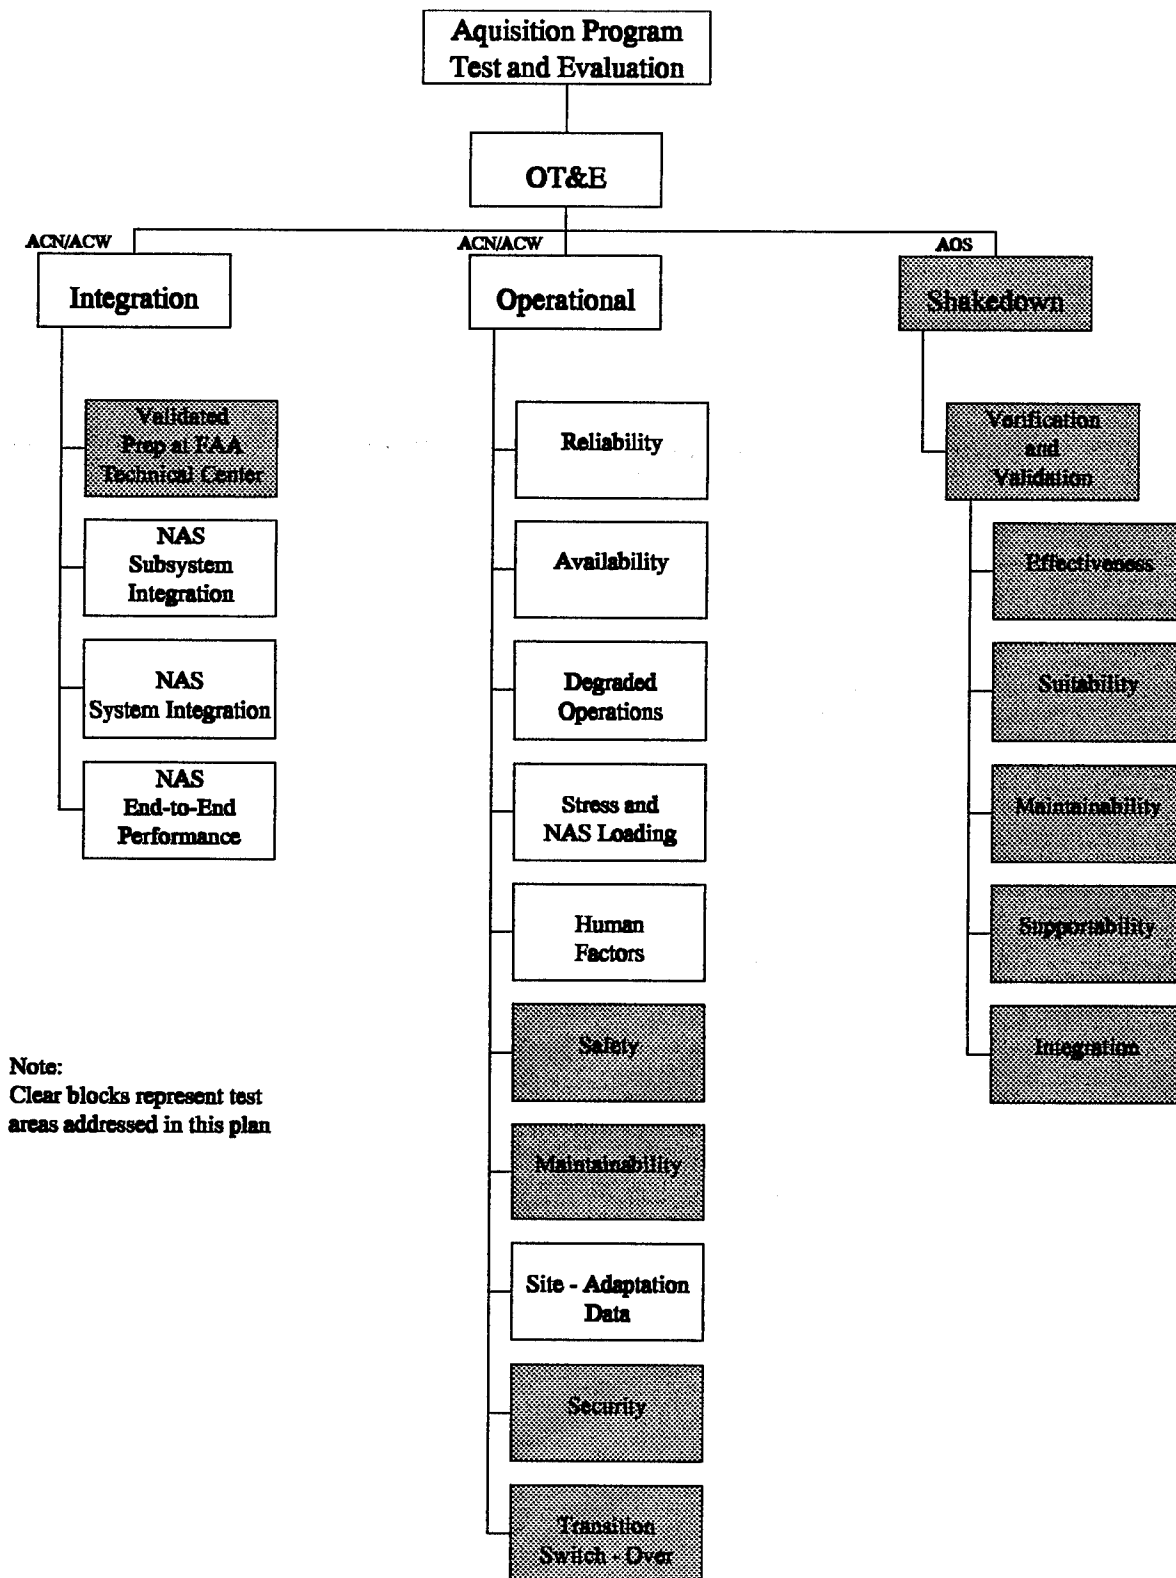 Aquisition Program
Test and Evaluation
OT&E
ACN/ACW
Integration
Validated
Prep at FAA
Technical Center
NAS
Subsystem
Integration
NAS
System Integration
NAS
End-to-End
Performance
ACN/ACW
Operational
Reliability
Availability
Degraded
Operations
Stress and
NAS Loading
Human
Factors
Safety
Maintainability
Site - Adaptation
Data
Security
Transition
Switch - Over
AOS
Shakedown
Verification
and
Validation
Effectiveness
Suitability
Maintainability
Supportability
Integration
Note:
Clear blocks represent test
areas addressed in this plan